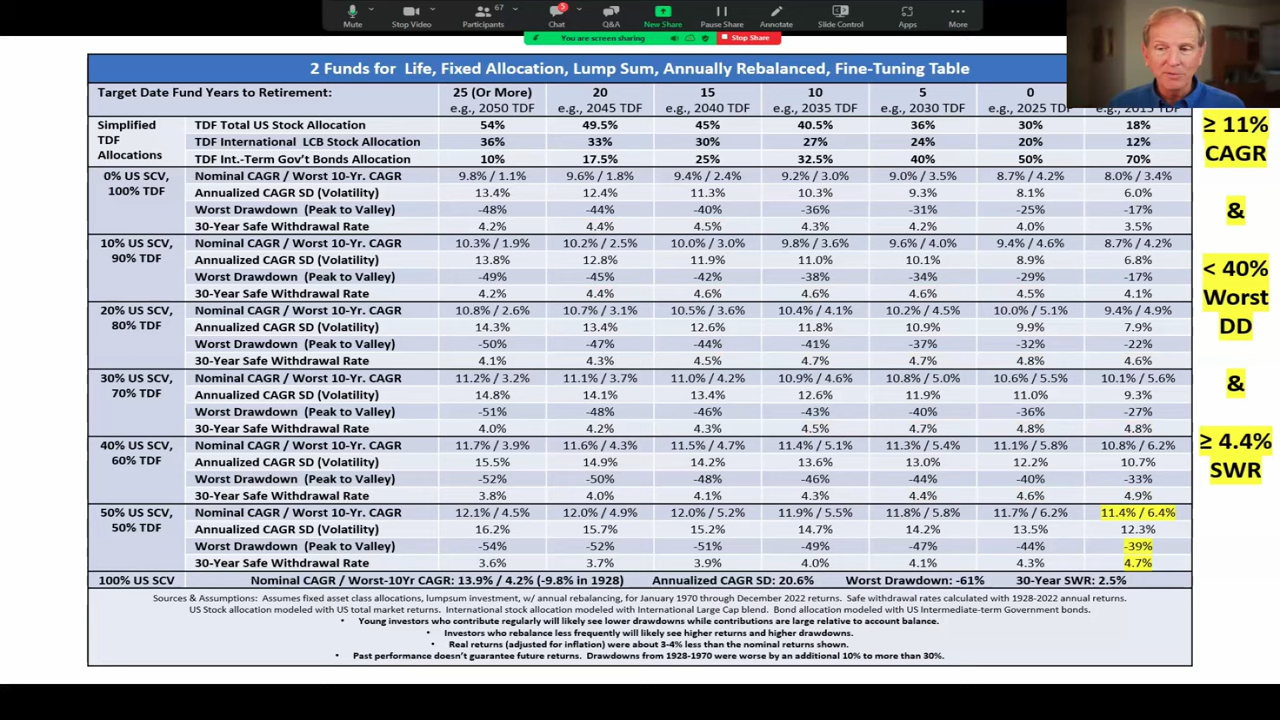 67
5
Mute
Stop Video
Participants
Chat
Q&A
New Share
Pause Share
Annotate
Slide Control
Apps
More
You are screen sharing
Stop Share
2 Funds for Life, Fixed Allocation, Lump Sum, Annually Rebalanced, Fine-Tuning Table
Target Date Fund Years to Retirement: 25 (Or More) 20 15 10 5 0
e.g., 2050 TDF e.g., 2045 TDF e.g., 2040 TDF e.g., 2035 TDF e.g., 2030 TDF e.g., 2025 TDF e.g., 2015 TDF
Simplified TDF Allocations
TDF Total US Stock Allocation 54% 49.5% 45% 40.5% 36% 30% 18%
TDF International LCB Stock Allocation 36% 33% 30% 27% 24% 20% 12%
TDF Int.-Term Gov't Bonds Allocation 10% 17.5% 25% 32.5% 40% 50% 70%
0% US SCV, 100% TDF
Nominal CAGR / Worst 10-Yr. CAGR 9.8% / 1.1% 9.6% / 1.8% 9.4% / 2.4% 9.2% / 3.0% 9.0% / 3.5% 8.7% / 4.2% 8.0% / 3.4%
Annualized CAGR SD (Volatility) 13.4% 12.4% 11.3% 10.3% 9.3% 8.1% 6.0%
Worst Drawdown (Peak to Valley) -48% -44% -40% -36% -31% -25% -17%
30-Year Safe Withdrawal Rate 4.2% 4.4% 4.5% 4.3% 4.2% 4.0% 3.5%
10% US SCV, 90% TDF
Nominal CAGR / Worst 10-Yr. CAGR 10.3% / 1.9% 10.2% / 2.5% 10.0% / 3.0% 9.8% / 3.6% 9.6% / 4.0% 9.4% / 4.6% 8.7% / 4.2%
Annualized CAGR SD (Volatility) 13.8% 12.8% 11.9% 11.0% 10.1% 8.9% 6.8%
Worst Drawdown (Peak to Valley) -49% -45% -42% -38% -34% -29% -17%
30-Year Safe Withdrawal Rate 4.2% 4.4% 4.6% 4.6% 4.6% 4.5% 4.1%
20% US SCV, 80% TDF
Nominal CAGR / Worst 10-Yr. CAGR 10.8% / 2.6% 10.7% / 3.1% 10.5% / 3.6% 10.4% / 4.1% 10.2% / 4.5% 10.0% / 5.1% 9.4% / 4.9%
Annualized CAGR SD (Volatility) 14.3% 13.4% 12.6% 11.8% 10.9% 9.9% 7.9%
Worst Drawdown (Peak to Valley) -50% -47% -44% -41% -37% -32% -22%
30-Year Safe Withdrawal Rate 4.1% 4.3% 4.5% 4.7% 4.7% 4.8% 4.6%
30% US SCV, 70% TDF
Nominal CAGR / Worst 10-Yr. CAGR 11.2% / 3.2% 11.1% / 3.7% 11.0% / 4.2% 10.9% / 4.6% 10.8% / 5.0% 10.6% / 5.5% 10.1% / 5.6%
Annualized CAGR SD (Volatility) 14.8% 14.1% 13.4% 12.6% 11.9% 11.0% 9.3%
Worst Drawdown (Peak to Valley) -51% -48% -46% -43% -40% -36% -27%
30-Year Safe Withdrawal Rate 4.0% 4.2% 4.3% 4.5% 4.7% 4.8% 4.8%
40% US SCV, 60% TDF
Nominal CAGR / Worst 10-Yr. CAGR 11.7% / 3.9% 11.6% / 4.3% 11.5% / 4.7% 11.4% / 5.1% 11.3% / 5.4% 11.1% / 5.8% 10.8% / 6.2%
Annualized CAGR SD (Volatility) 15.5% 14.9% 14.2% 13.6% 13.0% 12.2% 10.7%
Worst Drawdown (Peak to Valley) -52% -50% -48% -46% -44% -40% -33%
30-Year Safe Withdrawal Rate 3.8% 4.0% 4.1% 4.3% 4.4% 4.6% 4.9%
50% US SCV, 50% TDF
Nominal CAGR / Worst 10-Yr. CAGR 12.1% / 4.5% 12.0% / 4.9% 12.0% / 5.2% 11.9% / 5.5% 11.8% / 5.8% 11.7% / 6.2% 11.4% / 6.4%
Annualized CAGR SD (Volatility) 16.2% 15.7% 15.2% 14.7% 14.2% 13.5% 12.3%
Worst Drawdown (Peak to Valley) -54% -52% -51% -49% -47% -44% -39%
30-Year Safe Withdrawal Rate 3.6% 3.7% 3.9% 4.0% 4.1% 4.3% 4.7%
100% US SCV Nominal CAGR / Worst-10Yr CAGR: 13.9% / 4.2% (-9.8% in 1928) Annualized CAGR SD: 20.6% Worst Drawdown: -61% 30-Year SWR: 2.5%
Sources & Assumptions: Assumes fixed asset class allocations, lumpsum investment, w/ annual rebalancing, for January 1970 through December 2022 returns. Safe withdrawal rates calculated with 1928-2022 annual returns.
US Stock allocation modeled with US total market returns. International stock allocation modeled with International Large Cap blend. Bond allocation modeled with US Intermediate-term Government bonds.
• Young investors who contribute regularly will likely see lower drawdowns while contributions are large relative to account balance.
• Investors who rebalance less frequently will likely see higher returns and higher drawdowns.
• Real returns (adjusted for inflation) were about 3-4% less than the nominal returns shown.
• Past performance doesn't guarantee future returns. Drawdowns from 1928-1970 were worse by an additional 10% to more than 30%.
≥ 11%
CAGR
&
< 40%
Worst
DD
&
≥ 4.4%
SWR